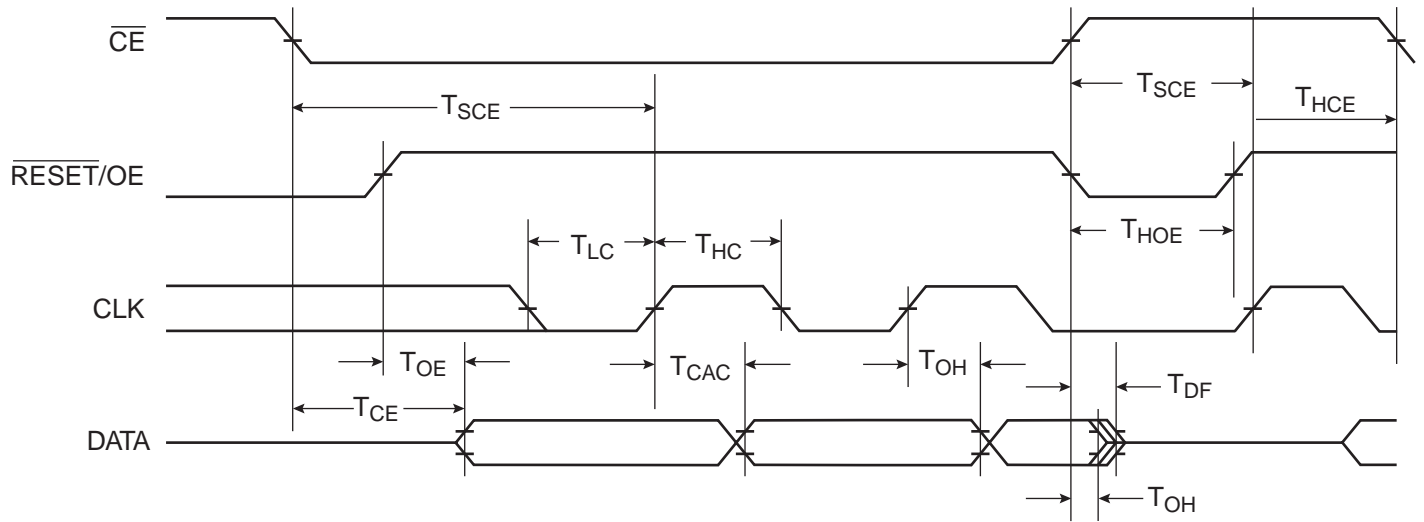 CE
TSCE
TSCE
THCE
RESET/OE
TLC
THC
THOE
CLK
TOE
TCAC
TOH
TDF
TCE
DATA
TOH